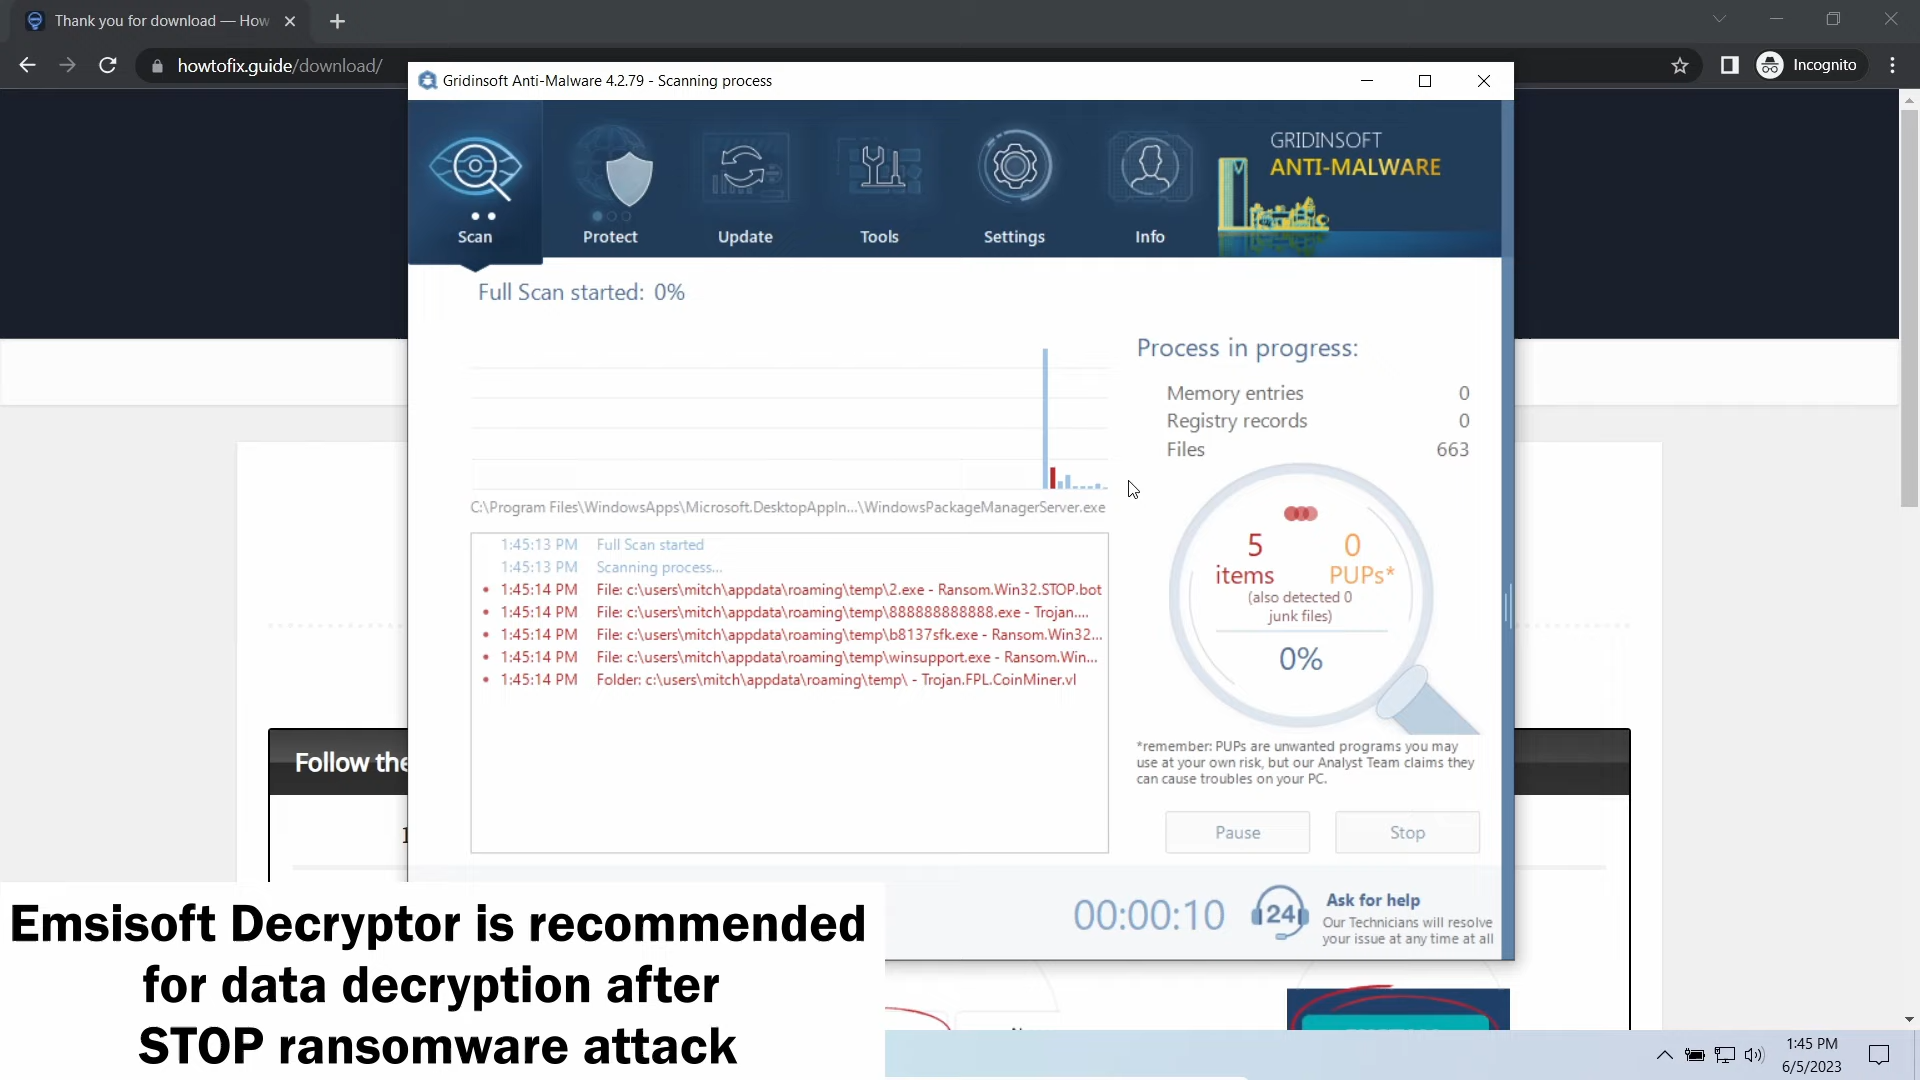 Thank you for download — How
howtofix.guide/download/
Incognito
Gridinsoft Anti-Malware 4.2.79 - Scanning process
Scan
Protect
Update
Tools
Settings
Info
GRIDINSOFT
ANTI-MALWARE
Full Scan started: 0%
Process in progress:
Memory entries 0
Registry records 0
Files 663
C:\Program Files\WindowsApps\Microsoft.DesktopAppIn...\WindowsPackageManagerServer.exe
1:45:13 PM Full Scan started
1:45:13 PM Scanning process...
• 1:45:14 PM File: c:\users\mitch\appdata\roaming\temp\2.exe - Ransom.Win32.STOP.bot
• 1:45:14 PM File: c:\users\mitch\appdata\roaming\temp\888888888888.exe - Trojan....
• 1:45:14 PM File: c:\users\mitch\appdata\roaming\temp\b8137sfk.exe - Ransom.Win32...
• 1:45:14 PM File: c:\users\mitch\appdata\roaming\temp\winsupport.exe - Ransom.Win...
• 1:45:14 PM Folder: c:\users\mitch\appdata\roaming\temp\ - Trojan.FPL.CoinMiner.vl
5 0
items PUPs*
(also detected 0
junk files)
0%
*remember: PUPs are unwanted programs you may
use at your own risk, but our Analyst Team claims they
can cause troubles on your PC.
Pause
Stop
00:00:10
24
Ask for help
Our Technicians will resolve
your issue at any time at all
Follow the
1
Emsisoft Decryptor is recommended
for data decryption after
STOP ransomware attack
1:45 PM
6/5/2023